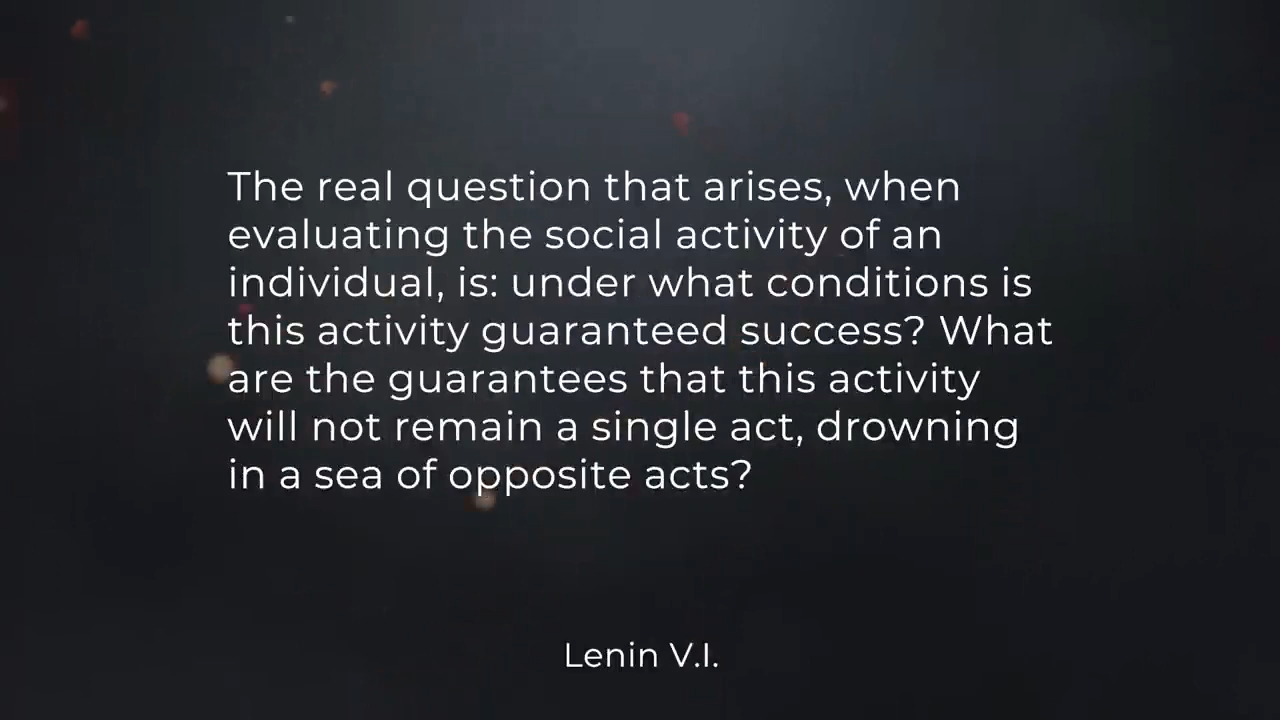 The real question that arises, when
evaluating the social activity of an
individual, is: under what conditions is
this activity guaranteed success? What
are the guarantees that this activity
will not remain a single act, drowning
in a sea of opposite acts?
Lenin V.I.